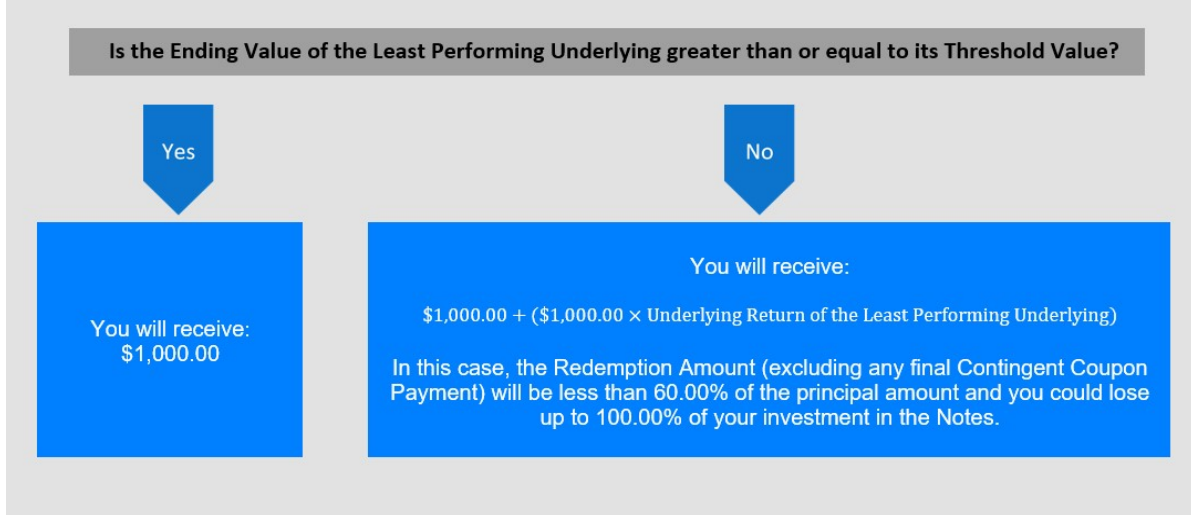 Is the Ending Value of the Least Performing Underlying greater than or equal to its Threshold Value?
Yes
No
You will receive:
$1,000.00
You will receive:
$1,000.00 + ($1,000.00 × Underlying Return of the Least Performing Underlying)
In this case, the Redemption Amount (excluding any final Contingent Coupon
Payment) will be less than 60.00% of the principal amount and you could lose
up to 100.00% of your investment in the Notes.